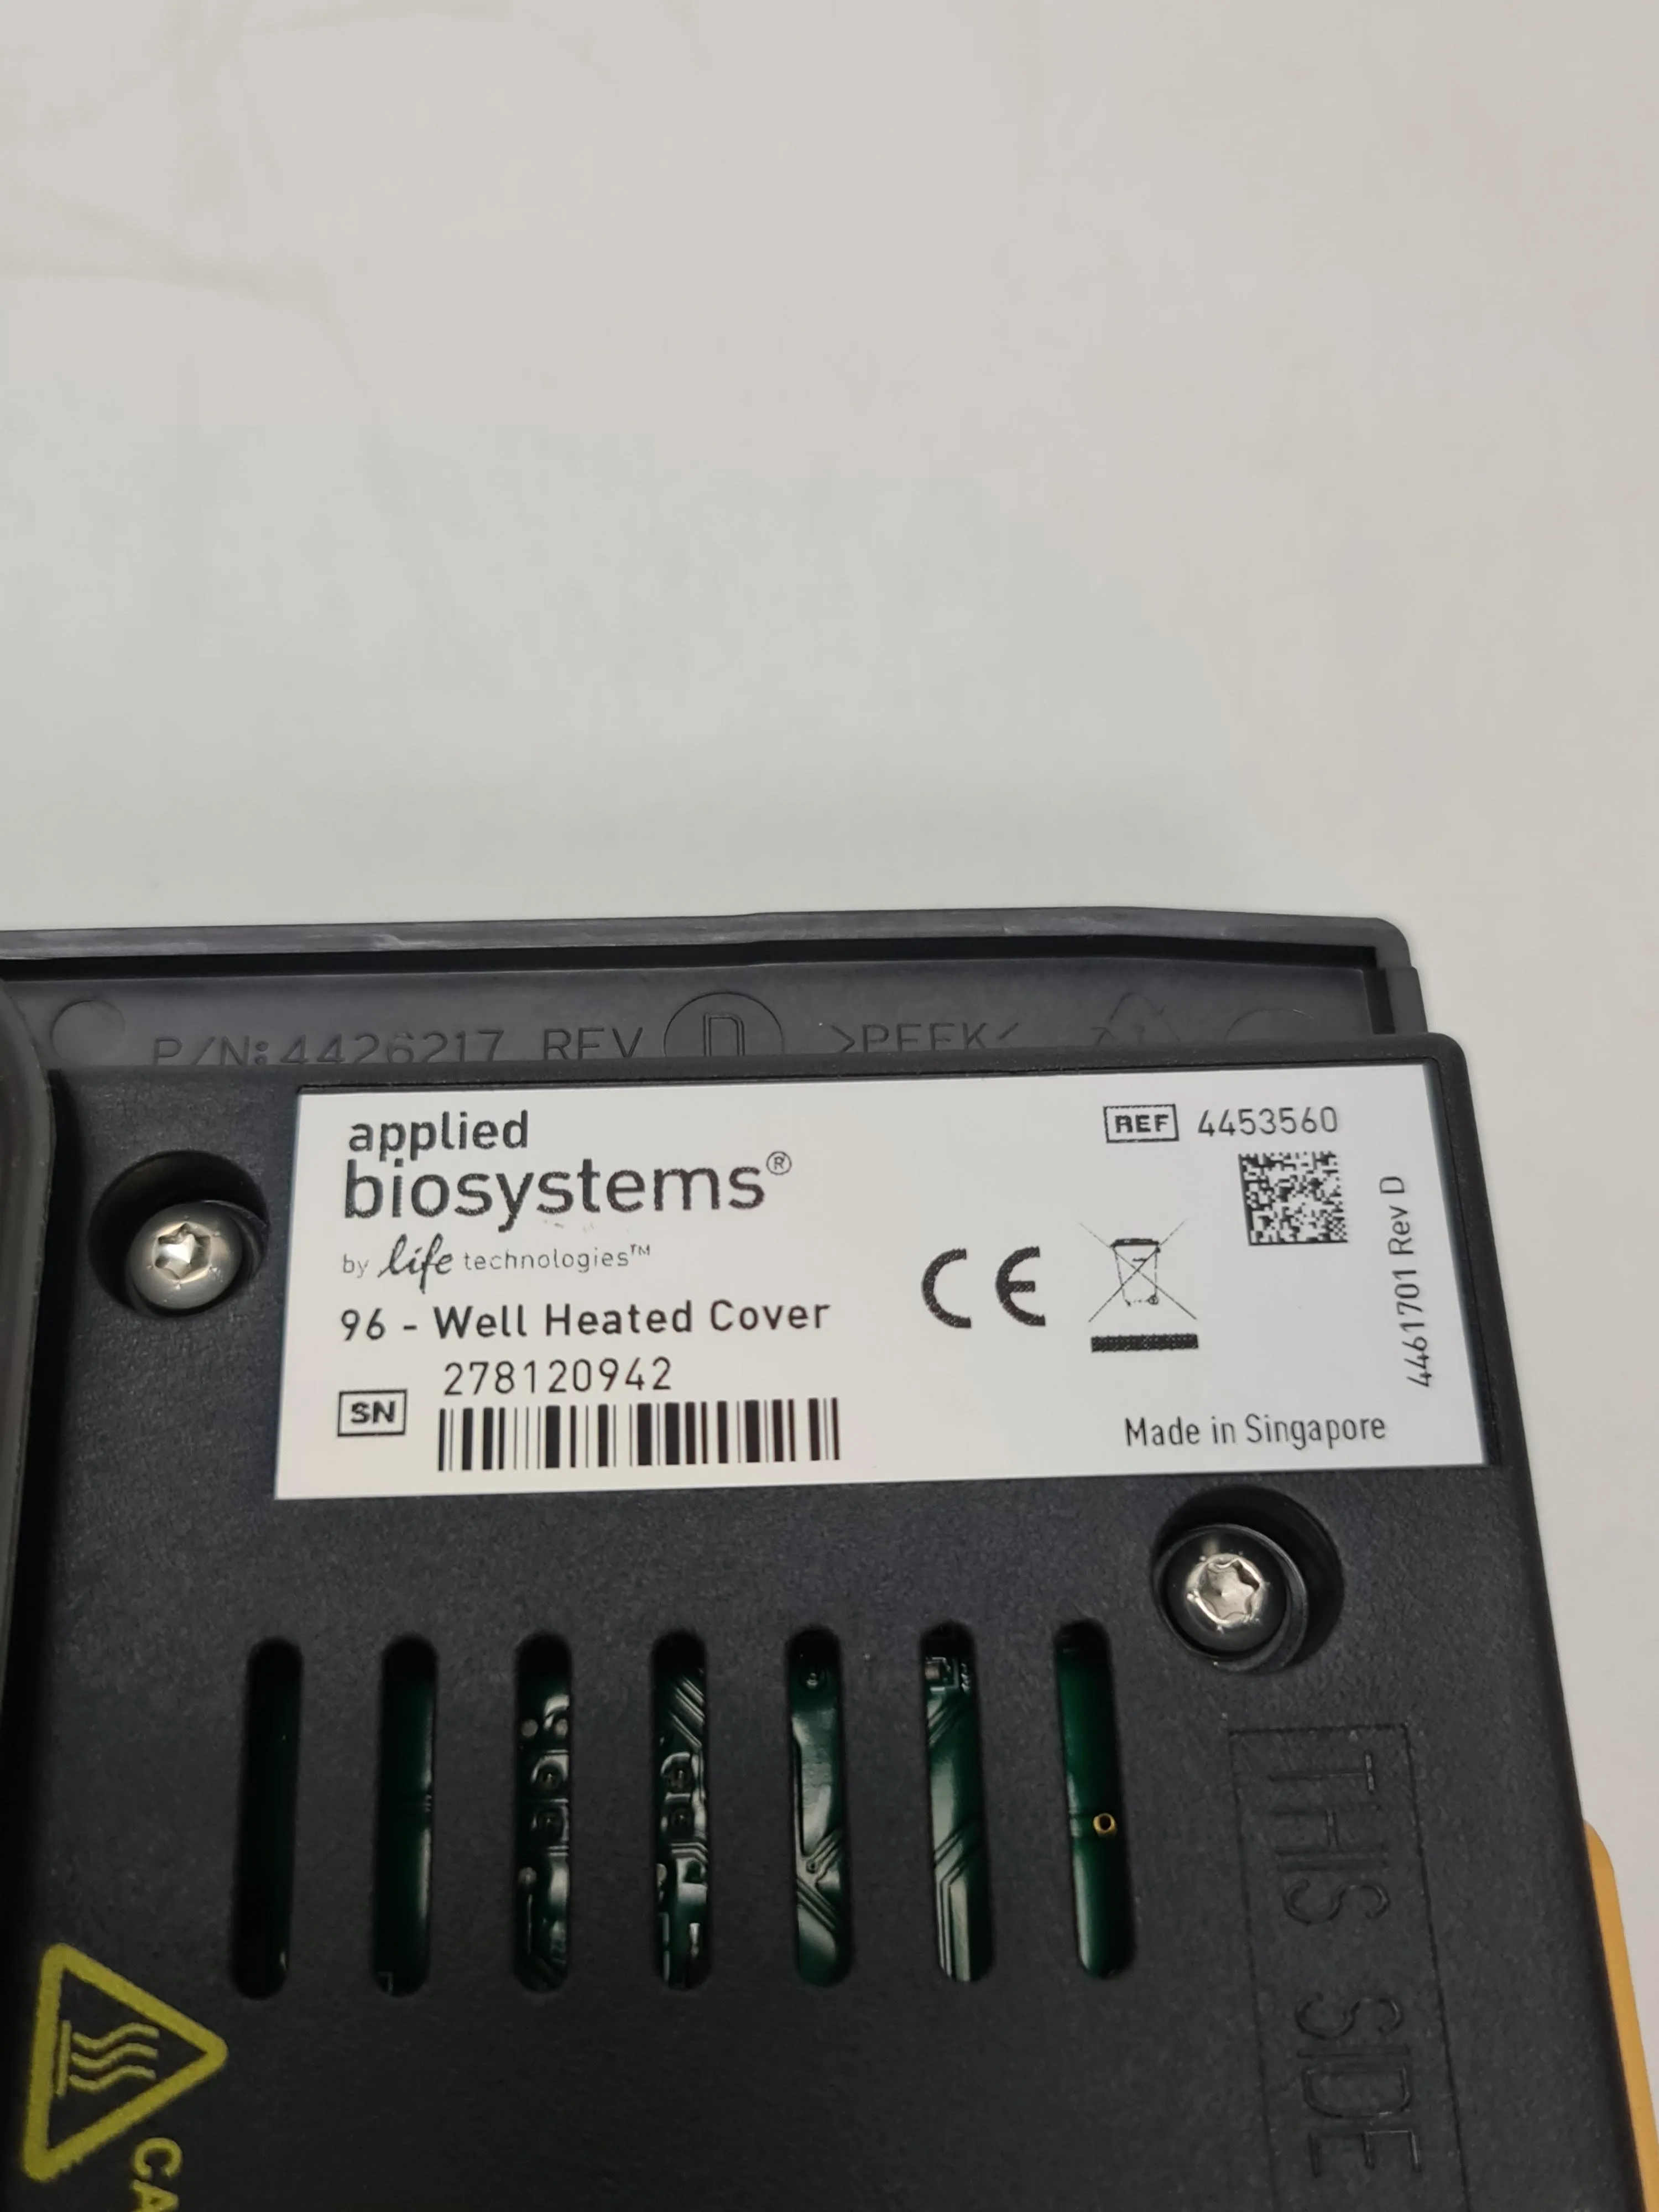 P/N:4426217 REV D >PEEK<
applied
biosystems®
by life technologies™
96 - Well Heated Cover
278120942
SN
REF 4453560
4461701 Rev D
CE
Made in Singapore
THIS SIDE